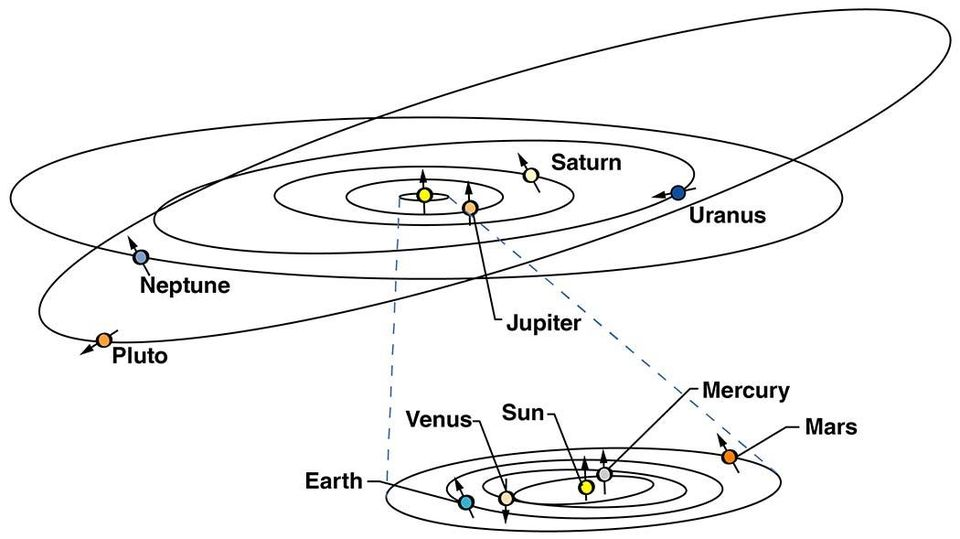 Saturn
Uranus
Neptune
Jupiter
Pluto
Mercury
Venus
Sun
Mars
Earth